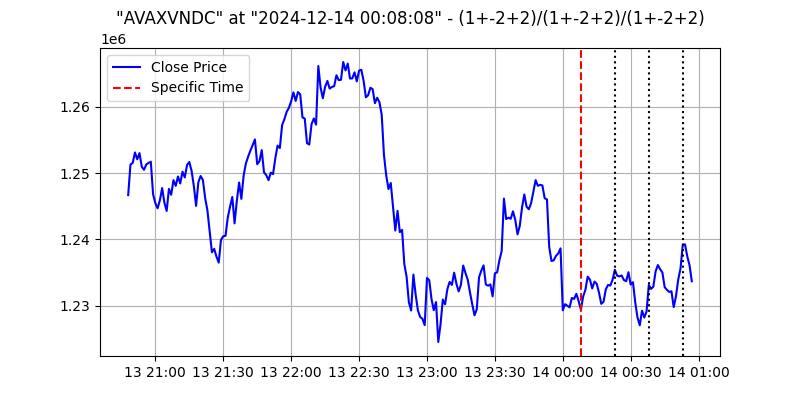 "AVAXVNDC" at "2024-12-14 00:08:08" - (1+-2+2)/(1+-2+2)/(1+-2+2)
1e6
Close Price
Specific Time
1.26
1.25
1.24
1.23
13 21:00 13 21:30 13 22:00 13 22:30 13 23:00 13 23:30 14 00:00 14 00:30 14 01:00